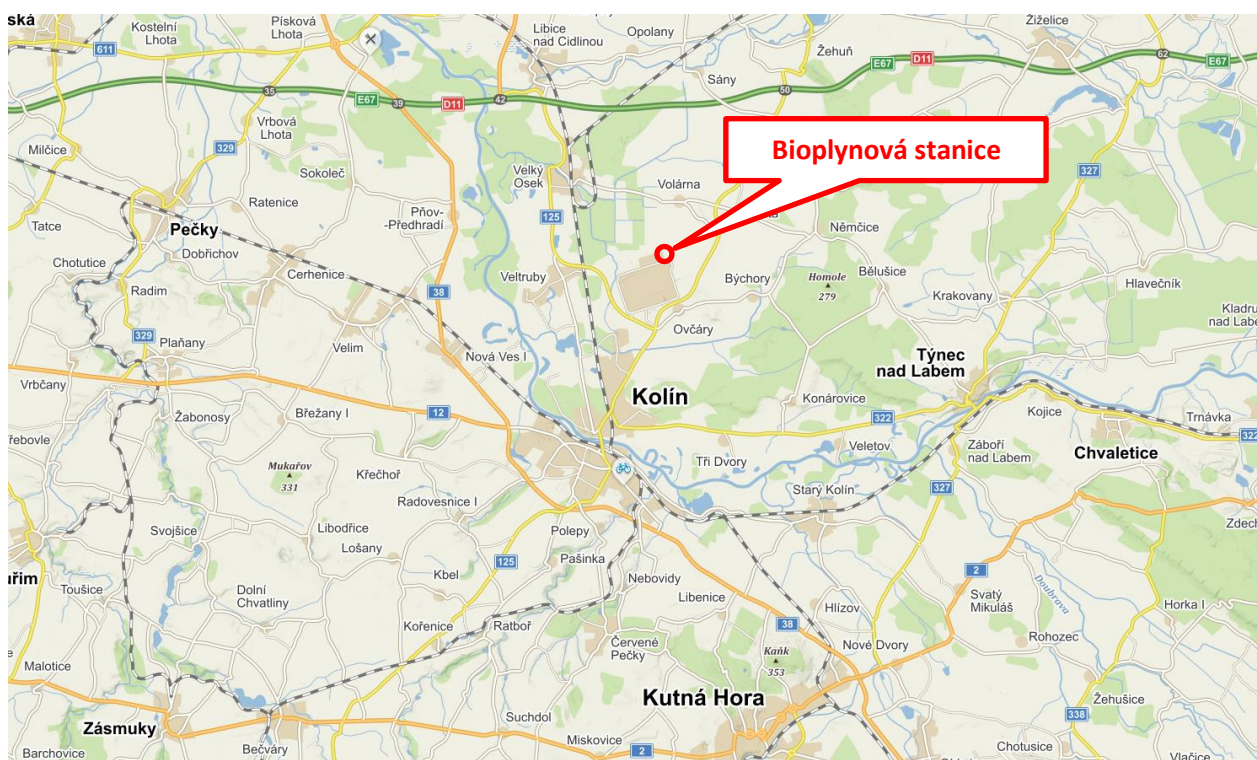 ská
Kostelní
Lhota
Písková
Lhota
Libice
nad Cidlinou
Opolany
Žiželice
611
Žehuň
E67
D11
62
E67
Sány
35
E67
39
D11
42
50
Vrbová
Lhota
329
Milčice
Bioplynová stanice
Sokoleč
Velký
Osek
Volárna
327
Ratenice
Pňov-
-Předhradí
125
Tatce
Pečky
Němčice
Dobřichov
Chotutice
Cerhenice
Veltruby
Býchory
Homole
279
Bělušice
Hlavečník
Radim
38
Krakovany
Kladru
nad Labe
329
Plaňany
Velim
Ovčáry
Nová Ves I
Týnec
nad Labem
Vrbčany
Kolín
Konárovice
Žabonosy
Břežany I
12
322
Kojice
Trnávka
322
Třebovle
Veletov
Záboří
nad Labem
Chvaletice
Mukařov
331
Křečhoř
Tři Dvory
Starý Kolín
327
Radovesnice I
Svojšice
Libodřice
Polepy
Zdech
Lošany
Pašinka
125
uřim
Toušice
Dolní
Chvatliny
Kbel
Nebovidy
2
Doubrava
Libenice
Svatý
Mikuláš
Horka I
Hlízov
Kořenice
Ratboř
38
Červené
Pečky
Kaňk
353
Nové Dvory
Rohozec
Malotice
Kutná Hora
Žehušice
Zásmuky
Suchdol
338
Miskovice
Bečváry
2
Chotusice
Barchovice
Vlačice